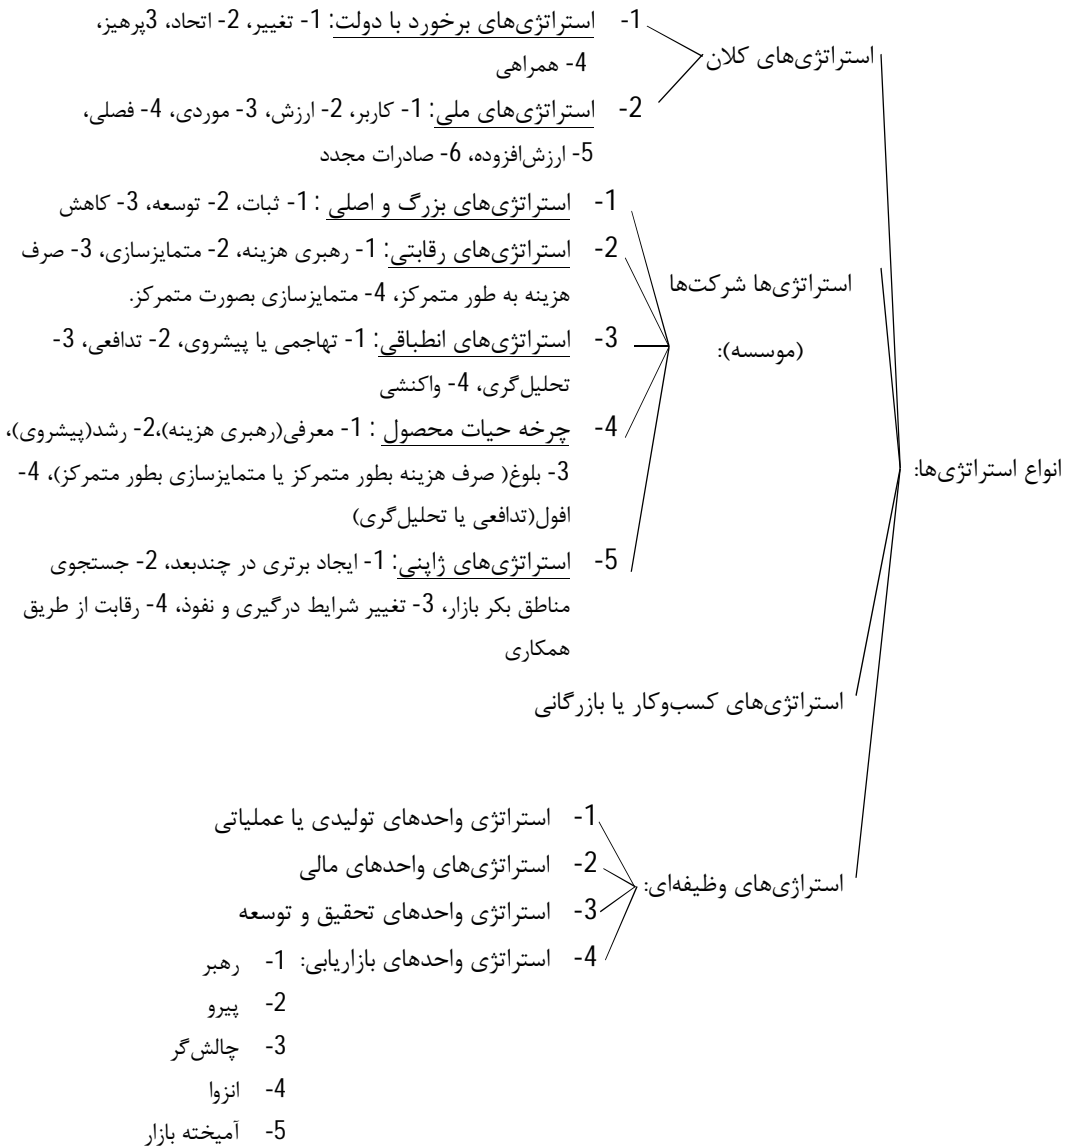 انواع استراتژی‌ها:
استراتژی‌های کلان
1- استراتژی‌های برخورد با دولت: 1- تغییر، 2- اتحاد، 3پرهیز،
4- همراهی
2- استراتژی‌های ملی: 1- کاربر، 2- ارزش، 3- موردی، 4- فصلی،
5- ارزش‌افزوده، 6- صادرات مجدد
استراتژی‌ها شرکت‌ها
(موسسه):
1- استراتژی‌های بزرگ و اصلی : 1- ثبات، 2- توسعه، 3- کاهش
2- استراتژی‌های رقابتی: 1- رهبری هزینه، 2- متمایزسازی، 3- صرف
هزینه به طور متمرکز، 4- متمایزسازی بصورت متمرکز.
3- استراتژی‌های انطباقی: 1- تهاجمی یا پیشروی، 2- تدافعی، 3-
تحلیل‌گری، 4- واکنشی
4- چرخه حیات محصول : 1- معرفی(رهبری هزینه)،2- رشد(پیشروی)،
3- بلوغ( صرف هزینه بطور متمرکز یا متمایزسازی بطور متمرکز)، 4-
افول(تدافعی یا تحلیل‌گری)
5- استراتژی‌های ژاپنی: 1- ایجاد برتری در چندبعد، 2- جستجوی
مناطق بکر بازار، 3- تغییر شرایط درگیری و نفوذ، 4- رقابت از طریق
همکاری
استراتژی‌های کسب‌وکار یا بازرگانی
استراژی‌های وظیفه‌ای:
1- استراتژی واحدهای تولیدی یا عملیاتی
2- استراتژی‌های واحدهای مالی
3- استراتژی واحدهای تحقیق و توسعه
4- استراتژی واحدهای بازاریابی: 1- رهبر
2- پیرو
3- چالش‌گر
4- انزوا
5- آمیخته بازار